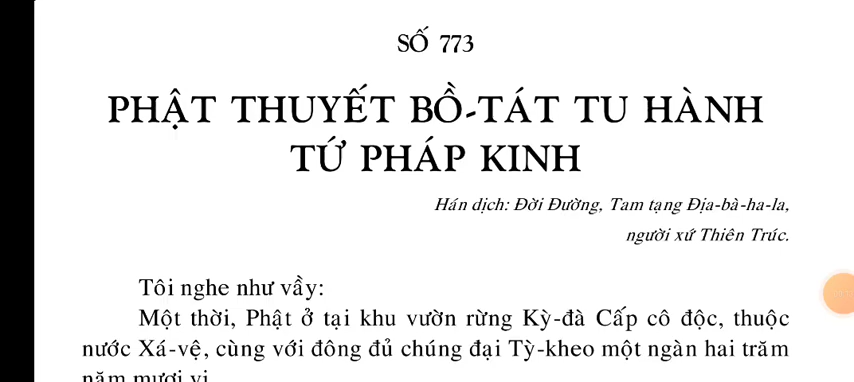 SỐ 773
PHẬT THUYẾT BỒ-TÁT TU HÀNH
TỨ PHÁP KINH
Hán dịch: Đời Đường, Tam tạng Địa-bà-ha-la,
người xứ Thiên Trúc.
Tôi nghe như vầy:
Một thời, Phật ở tại khu vườn rừng Kỳ-đà Cấp cô độc, thuộc
nước Xá-vệ, cùng với đông đủ chúng đại Tỳ-kheo một ngàn hai trăm
năm mươi vị